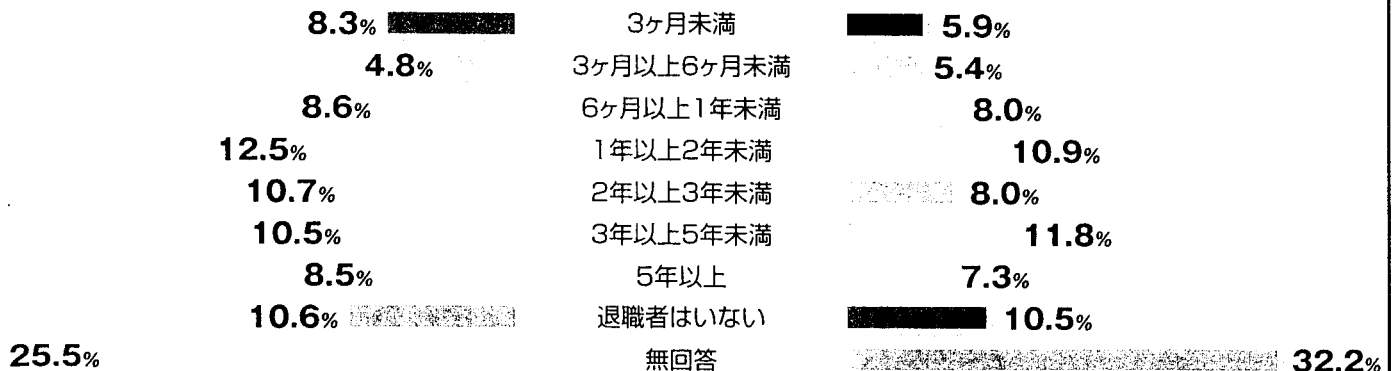 8.3% 3ヶ月未満 5.9%
4.8% 3ヶ月以上6ヶ月未満 5.4%
8.6% 6ヶ月以上1年未満 8.0%
12.5% 1年以上2年未満 10.9%
10.7% 2年以上3年未満 8.0%
10.5% 3年以上5年未満 11.8%
8.5% 5年以上 7.3%
10.6% 退職者はいない 10.5%
25.5% 無回答 32.2%